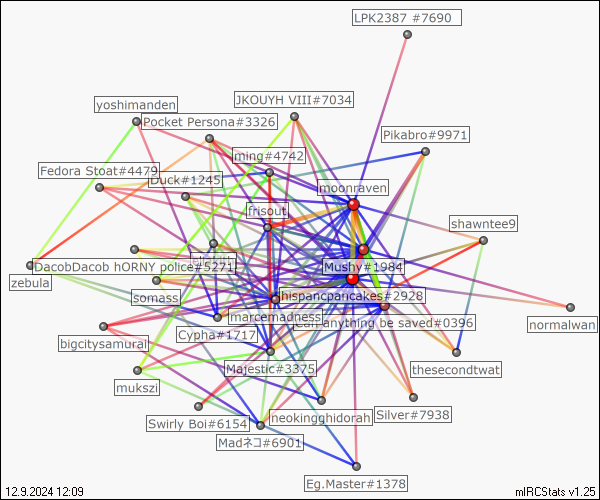 LPK2387 #7690
JKOUYH VIII#7034
yoshimanden
Pocket Persona#3326
Pikabro#9971
ming#4742
Fedora Stoat#4479
Duck#1245
moonraven
frisout
shawntee9
DacobDacob hORNY police#5271
Mushy#1984
zebula
somassi
hispancpancakes#2928
marcemadness
can anything be saved#0396
normalwan
Cypha#1717
bigcitysamurai
Majestic#3375
thesecondtwat
mukszi
Swirly Boi#6154
neokingghidorah
Silver#7938
Madネコ#6901
Eg.Master#1378
12.9.2024 12:09
mIRCStats v1.25